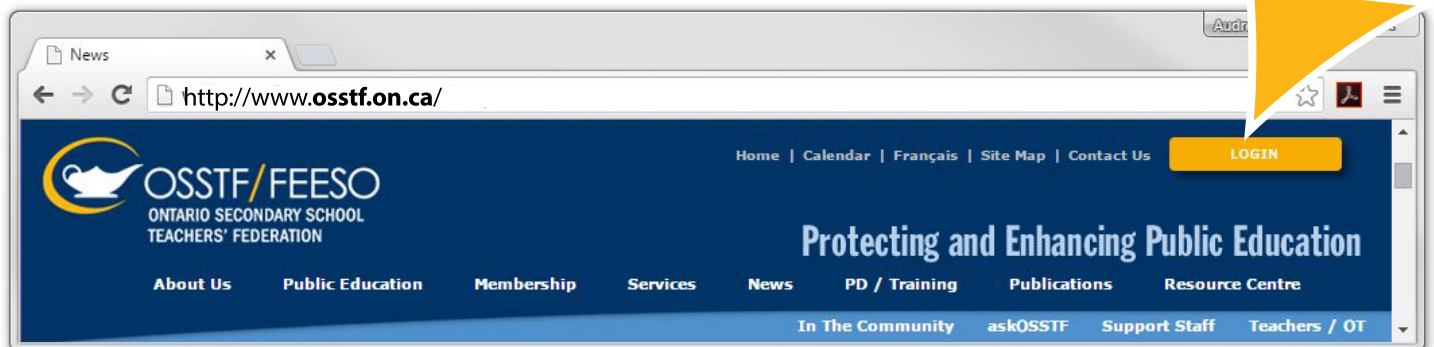 News
http://www.osstf.on.ca/
Home | Calendar | Français | Site Map | Contact Us
LOGIN
OSSTF/FEESO
ONTARIO SECONDARY SCHOOL
TEACHERS' FEDERATION
Protecting and Enhancing Public Education
About Us Public Education Membership Services News PD / Training Publications Resource Centre
In The Community askOSSTF Support Staff Teachers / OT